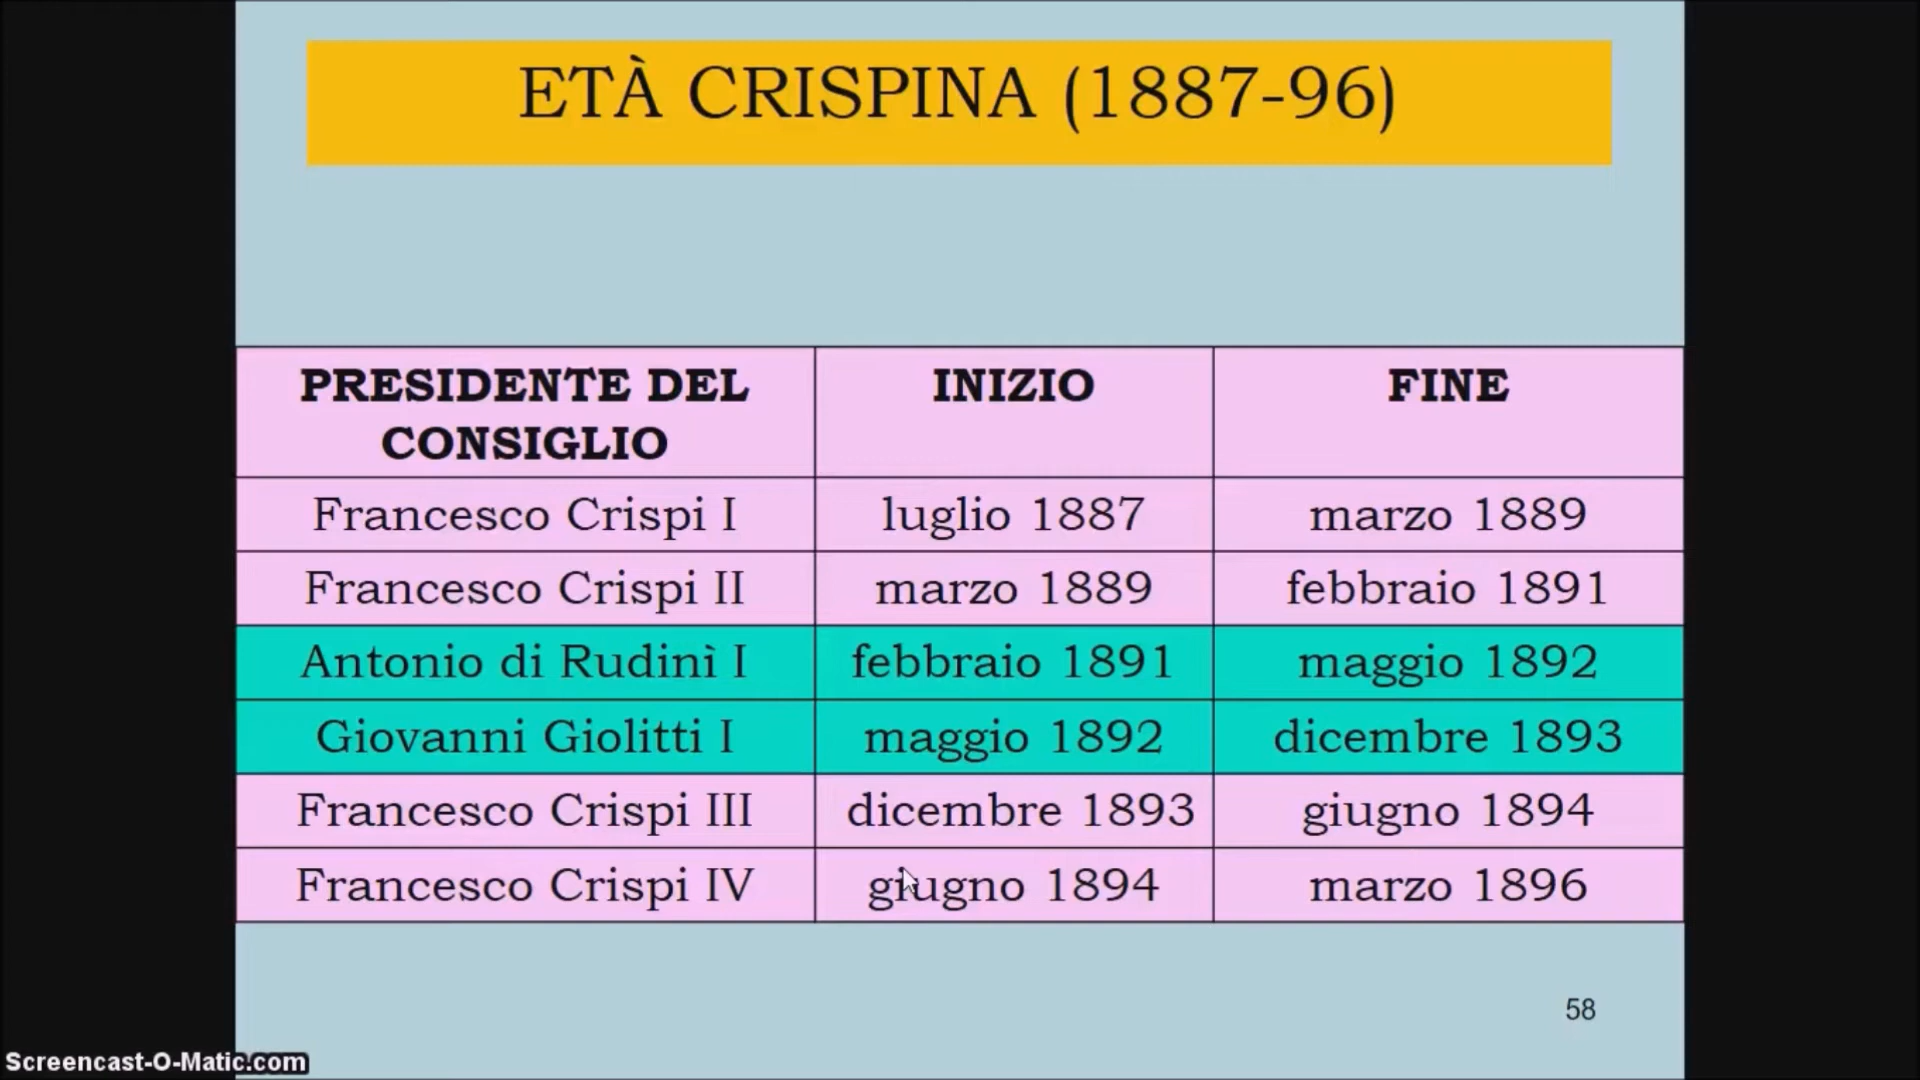 ETÀ CRISPINA (1887-96)
PRESIDENTE DEL
CONSIGLIO
INIZIO
FINE
Francesco Crispi I
luglio 1887
marzo 1889
Francesco Crispi II
marzo 1889
febbraio 1891
Antonio di Rudinì I
febbraio 1891
maggio 1892
Giovanni Giolitti I
maggio 1892
dicembre 1893
Francesco Crispi III
dicembre 1893
giugno 1894
Francesco Crispi IV
giugno 1894
marzo 1896
58
Screencast-O-Matic.com